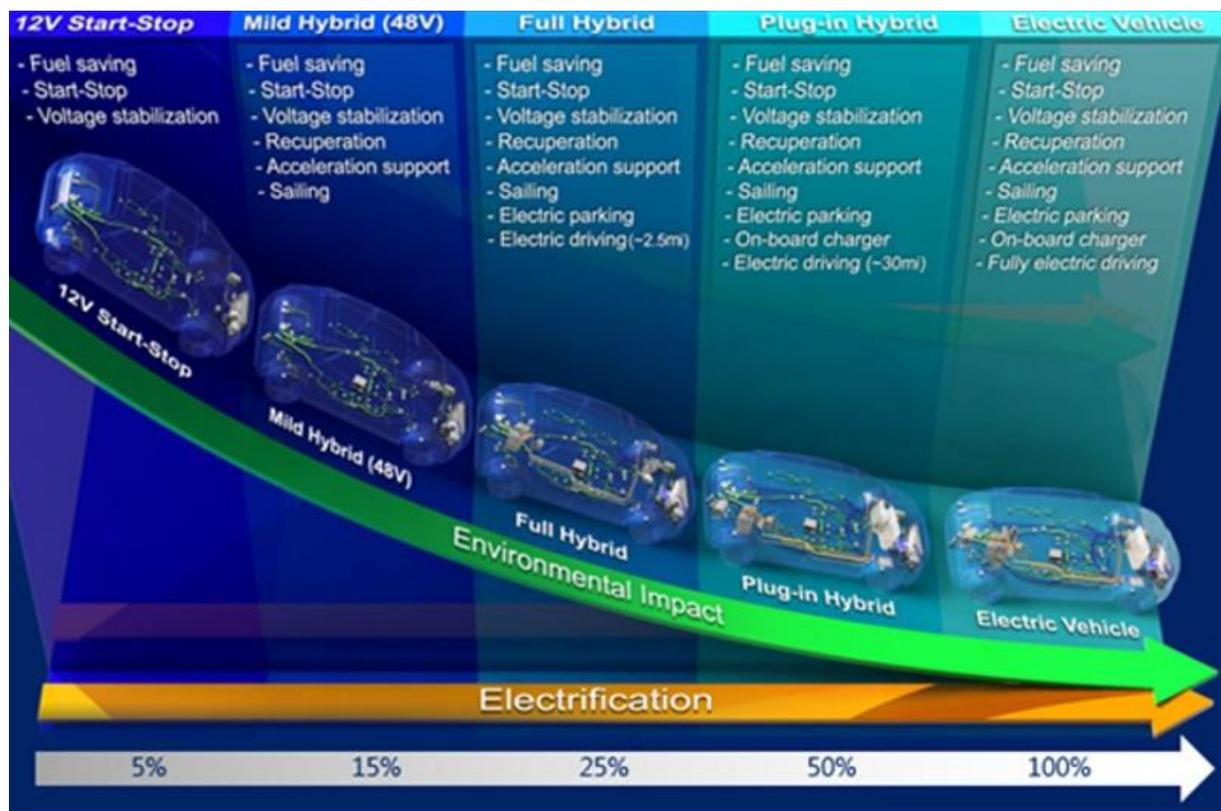 12V Start-Stop
Mild Hybrid (48V)
Full Hybrid
Plug-in Hybrid
Electric Vehicle
- Fuel saving
- Start-Stop
- Voltage stabilization
- Fuel saving
- Start-Stop
- Voltage stabilization
- Recuperation
- Acceleration support
- Sailing
- Fuel saving
- Start-Stop
- Voltage stabilization
- Recuperation
- Acceleration support
- Sailing
- Electric parking
- Electric driving (~2.5mi)
- Fuel saving
- Start-Stop
- Voltage stabilization
- Recuperation
- Acceleration support
- Sailing
- Electric parking
- On-board charger
- Electric driving (~30mi)
- Fuel saving
- Start-Stop
- Voltage stabilization
- Recuperation
- Acceleration support
- Sailing
- Electric parking
- On-board charger
- Fully electric driving
12V Start-Stop
Mild Hybrid (48V)
Full Hybrid
Plug-in Hybrid
Electric Vehicle
Environmental Impact
Electrification
5%
15%
25%
50%
100%